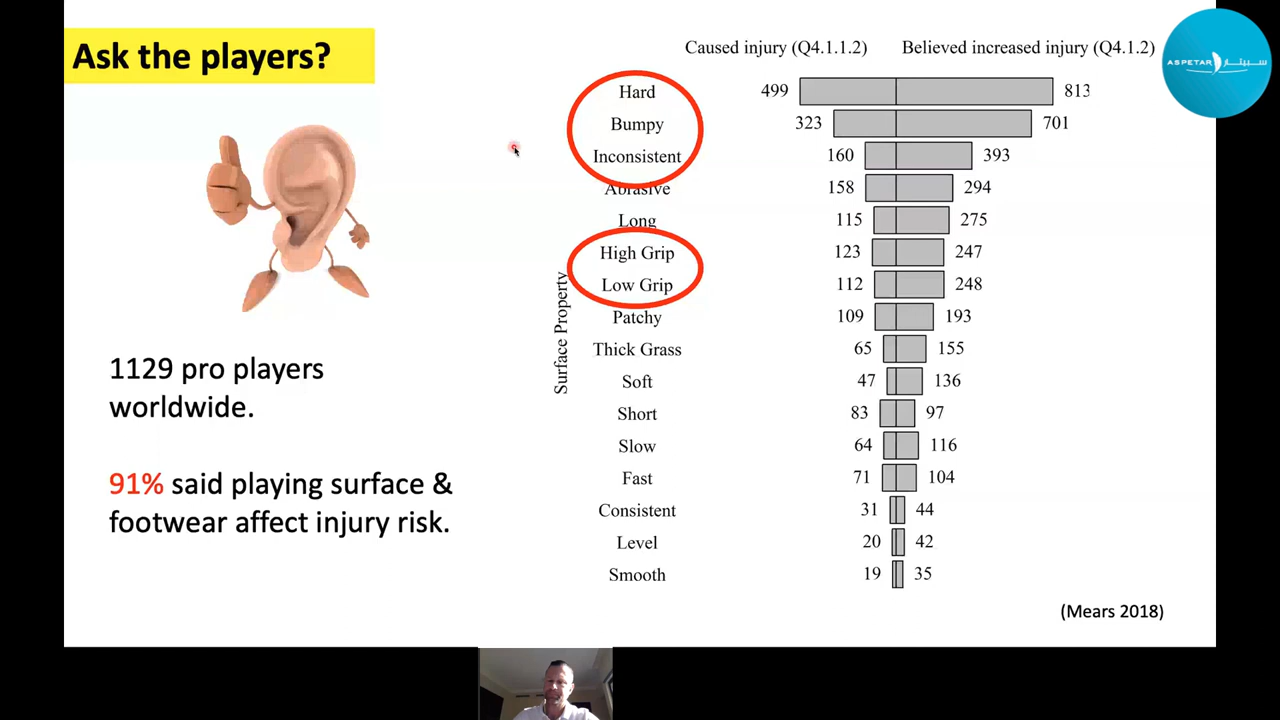 Ask the players?
1129 pro players
worldwide.
91% said playing surface &
footwear affect injury risk.
Caused injury (Q4.1.1.2) Believed increased injury (Q4.1.2)
Surface Property
Hard 499 813
Bumpy 323 701
Inconsistent 160 393
Abrasive 158 294
Long 115 275
High Grip 123 247
Low Grip 112 248
Patchy 109 193
Thick Grass 65 155
Soft 47 136
Short 83 97
Slow 64 116
Fast 71 104
Consistent 31 44
Level 20 42
Smooth 19 35
(Mears 2018)
ASPETAR سبيتار